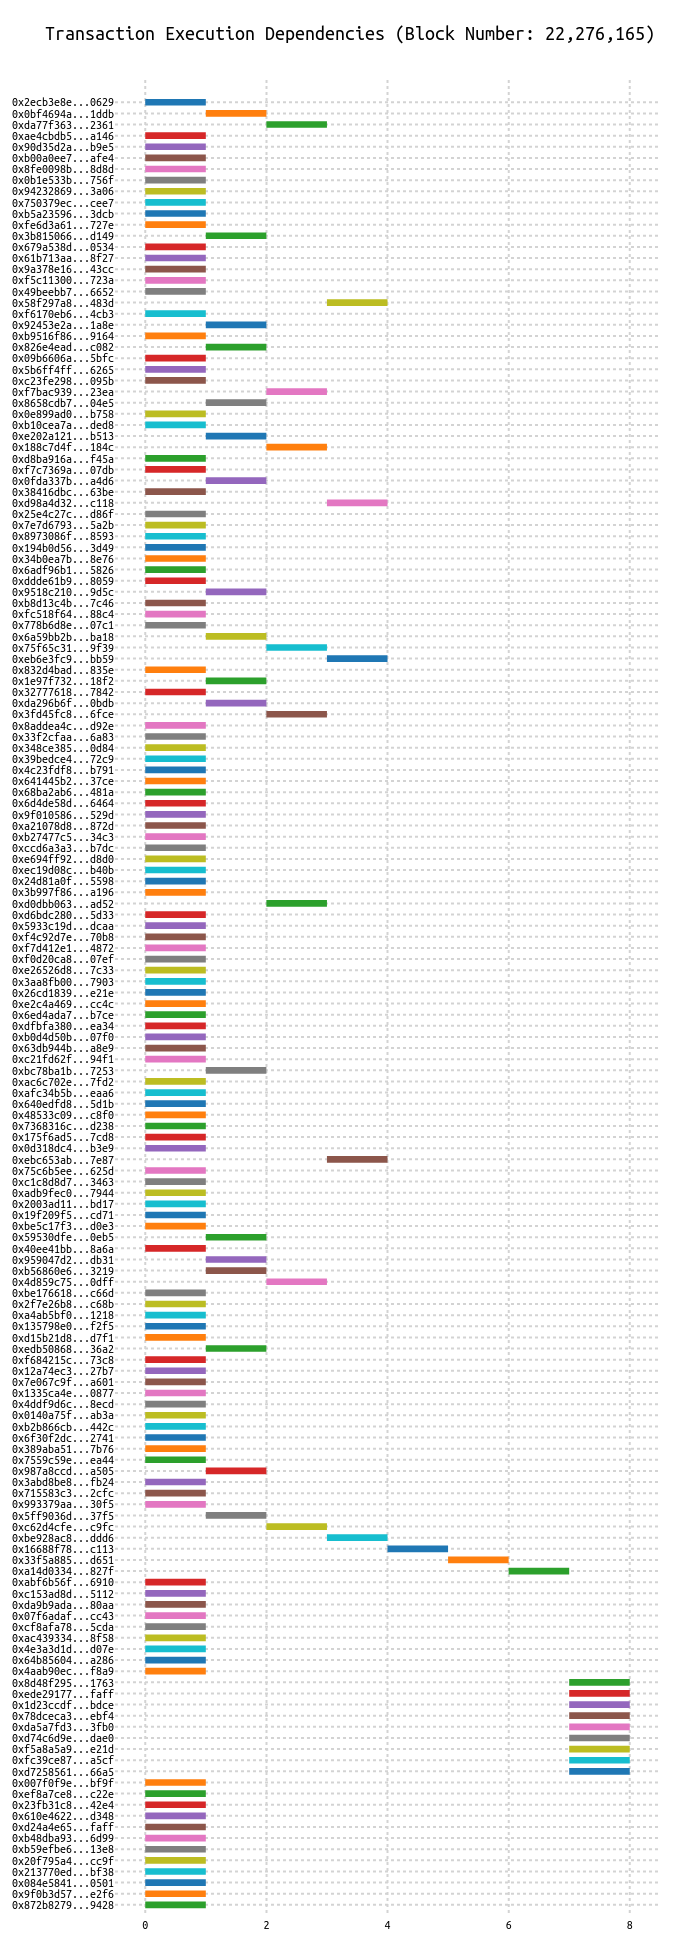 Transaction Execution Dependencies (Block Number: 22,276,165)
0x2ecb3e8e...0629
0x0bf4694a...1ddb
0xda77f363...2361
0xae4cbdb5...a146
0x90d35d2a...b9e5
0xb00a0ee7...afe4
0x8fe0098b...8d8d
0x0b1e533b...756f
0x94232869...3a06
0x750379ec...cee7
0xb5a23596...3dcb
0xfe6d3a61...727e
0x3b815066...d149
0x679a538d...0534
0x61b713aa...8f27
0x9a378e16...43cc
0xf5c11300...723a
0x49beebb7...6652
0x58f297a8...483d
0xf6170eb6...4cb3
0x92453e2a...1a8e
0xb9516f86...9164
0x826e4ead...c082
0x09b6606a...5bfc
0x5b6ff4ff...6265
0xc23fe298...095b
0xf7bac939...23ea
0x8658cdb7...04e5
0x0e899ad0...b758
0xb10cea7a...ded8
0xe202a121...b513
0x188c7d4f...184c
0xd8ba916a...f45a
0xf7c7369a...07db
0x0fda337b...a4d6
0x38416dbc...63be
0xd98a4d32...c118
0x25e4c27c...d86f
0x7e7d6793...5a2b
0x8973086f...8593
0x194b0d56...3d49
0x34b0ea7b...8e76
0x6adf96b1...5826
0xddde61b9...8059
0x9518c210...9d5c
0xb8d13c4b...7c46
0xfc518f64...88c4
0x778b6d8e...07c1
0x6a59bb2b...ba18
0x75f65c31...9f39
0xeb6e3fc9...bb59
0x832d4bad...835e
0x1e97f732...18f2
0x32777618...7842
0xda296b6f...0bdb
0x3fd45fc8...6fce
0x8addea4c...d92e
0x33f2cfaa...6a83
0x348ce385...0d84
0x39bedce4...72c9
0x4c23fdf8...b791
0x641445b2...37ce
0x68ba2ab6...481a
0x6d4de58d...6464
0x9f010586...529d
0xa21078d8...872d
0xb27477c5...34c3
0xccd6a3a3...b7dc
0xe694ff92...d8d0
0xec19d08c...b40b
0x24d81a0f...5598
0x3b997f86...a196
0xd0dbb063...ad52
0xd6bdc280...5d33
0x5933c19d...dcaa
0xf4c92d7e...70b8
0xf7d412e1...4872
0xf0d20ca8...07ef
0xe26526d8...7c33
0x3aa8fb00...7903
0x26cd1839...e21e
0xe2c4a469...cc4c
0x6ed4ada7...b7ce
0xdfbfa380...ea34
0xb0d4d50b...07f0
0x63db944b...a8e9
0xc21fd62f...94f1
0xbc78ba1b...7253
0xac6c702e...7fd2
0xafc34b5b...eaa6
0x640edfd8...5d1b
0x48533c09...c8f0
0x7368316c...d238
0x175f6ad5...7cd8
0x0d318dc4...b3e9
0xebc653ab...7e87
0x75c6b5ee...625d
0xc1c8d8d7...3463
0xadb9fec0...7944
0x2003ad11...bd17
0x19f209f5...cd71
0xbe5c17f3...d0e3
0x59530dfe...0eb5
0x40ee41bb...8a6a
0x959047d2...db31
0xb56860e6...3219
0x4d859c75...0dff
0xbe176618...c66d
0x2f7e26b8...c68b
0xa4ab5bf0...1218
0x135798e0...f2f5
0xd15b21d8...d7f1
0xedb50868...36a2
0xf684215c...73c8
0x12a74ec3...27b7
0x7e067c9f...a601
0x1335ca4e...0877
0x4ddf9d6c...8ecd
0x0140a75f...ab3a
0xb2b866cb...442c
0x6f30f2dc...2741
0x389aba51...7b76
0x7559c59e...ea44
0x987a8ccd...a505
0x3abd8be8...fb24
0x715583c3...2cfc
0x993379aa...30f5
0x5ff9036d...37f5
0xc62d4cfe...c9fc
0xbe928ac8...ddd6
0x16688f78...c113
0x33f5a885...d651
0xa14d0334...827f
0xabf6b56f...6910
0xc153ad8d...5112
0xda9b9ada...80aa
0x07f6adaf...cc43
0xcf8afa78...5cda
0xac439334...8f58
0x4e3a3d1d...d07e
0x64b85604...a286
0x4aab90ec...f8a9
0x8d48f295...1763
0xede29177...faff
0x1d23ccdf...bdce
0x78dceca3...ebf4
0xda5a7fd3...3fb0
0xd74c6d9e...dae0
0xf5a8a5a9...e21d
0xfc39ce87...a5cf
0xd7258561...66a5
0x007f0f9e...bf9f
0xef8a7ce8...c22e
0x23fb31c8...42e4
0x610e4622...d348
0xd24a4e65...faff
0xb48dba93...6d99
0xb59efbe6...13e8
0x20f795a4...cc9f
0x213770ed...bf38
0x084e5841...0501
0x9f0b3d57...e2f6
0x872b8279...9428
0 2 4 6 8